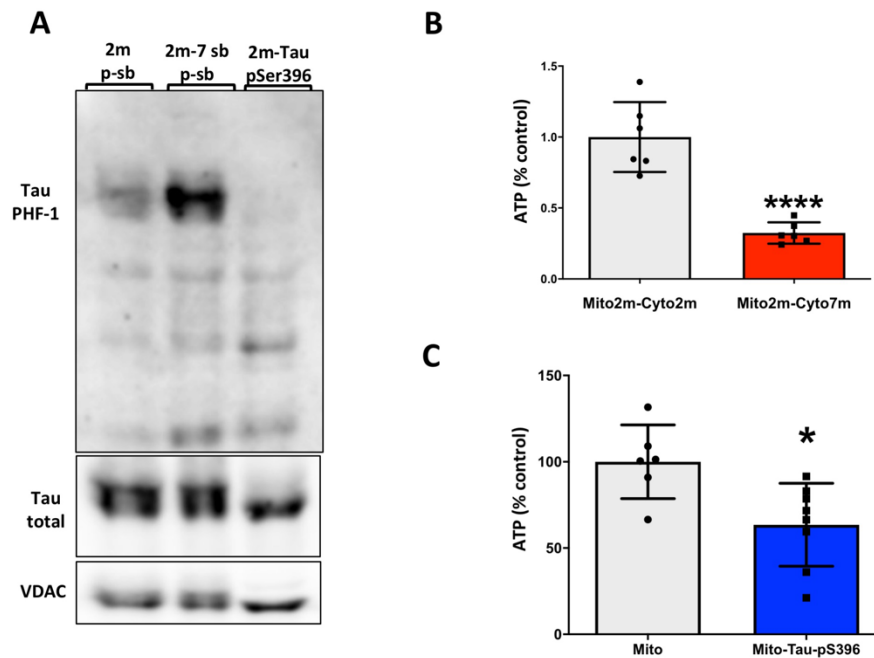 A
2m
p-sb
2m-7 sb
p-sb
2m-Tau
pSer396
Tau
PHF-1
Tau
total
VDAC
B
ATP (% control)
1.5
1.0
0.5
0.0
****
Mito2m-Cyto2m
Mito2m-Cyto7m
C
ATP (% control)
150
100
50
0
*
Mito
Mito-Tau-pS396